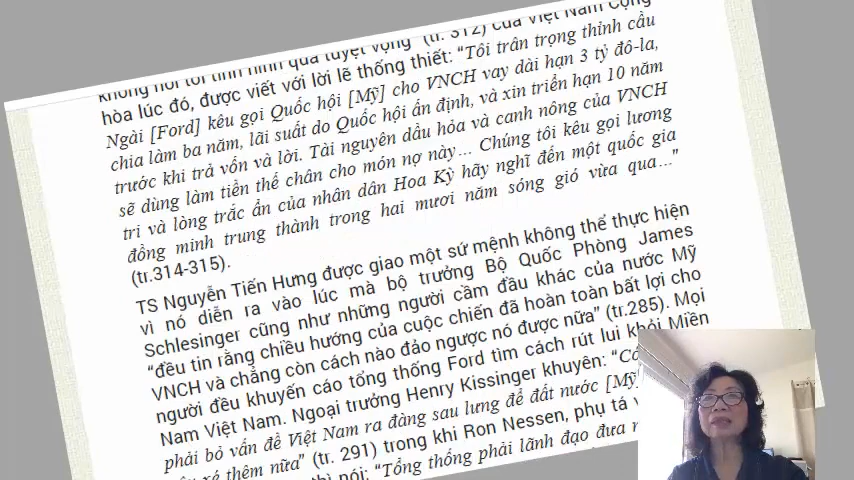 không nói tới tình hình quá tuyệt vọng" (tr. 312) của Việt Nam Cộng
hòa lúc đó, được viết với lời lẽ thống thiết: "Tôi trân trọng thỉnh cầu
Ngài [Ford] kêu gọi Quốc hội [Mỹ] cho VNCH vay dài hạn 3 tỷ đô-la,
chia làm ba năm, lãi suất do Quốc hội ấn định, và xin triển hạn 10 năm
trước khi trả vốn và lời. Tài nguyên dầu hỏa và canh nông của VNCH
sẽ dùng làm tiền thế chân cho món nợ này... Chúng tôi kêu gọi lương
tri và lòng trắc ẩn của nhân dân Hoa Kỳ hãy nghĩ đến một quốc gia
đồng minh trung thành trong hai mươi năm sóng gió vừa qua..."
(tr.314-315).
TS Nguyễn Tiến Hưng được giao một sứ mệnh không thể thực hiện
vì nó diễn ra vào lúc mà bộ trưởng Bộ Quốc Phòng James
Schlesinger cũng như những người cầm đầu khác của nước Mỹ
"đều tin rằng chiều hướng của cuộc chiến đã hoàn toàn bất lợi cho
VNCH và chẳng còn cách nào đảo ngược nó được nữa" (tr.285). Mọi
người đều khuyến cáo tổng thống Ford tìm cách rút lui khỏi Miền
Nam Việt Nam. Ngoại trưởng Henry Kissinger khuyên:
phải bỏ vấn đề Việt Nam ra đàng sau lưng để đất nước [Mỹ
xé thêm nữa" (tr. 291) trong khi Ron Nessen, phụ tá
thì nói: "Tổng thống phải lãnh đạo đưa